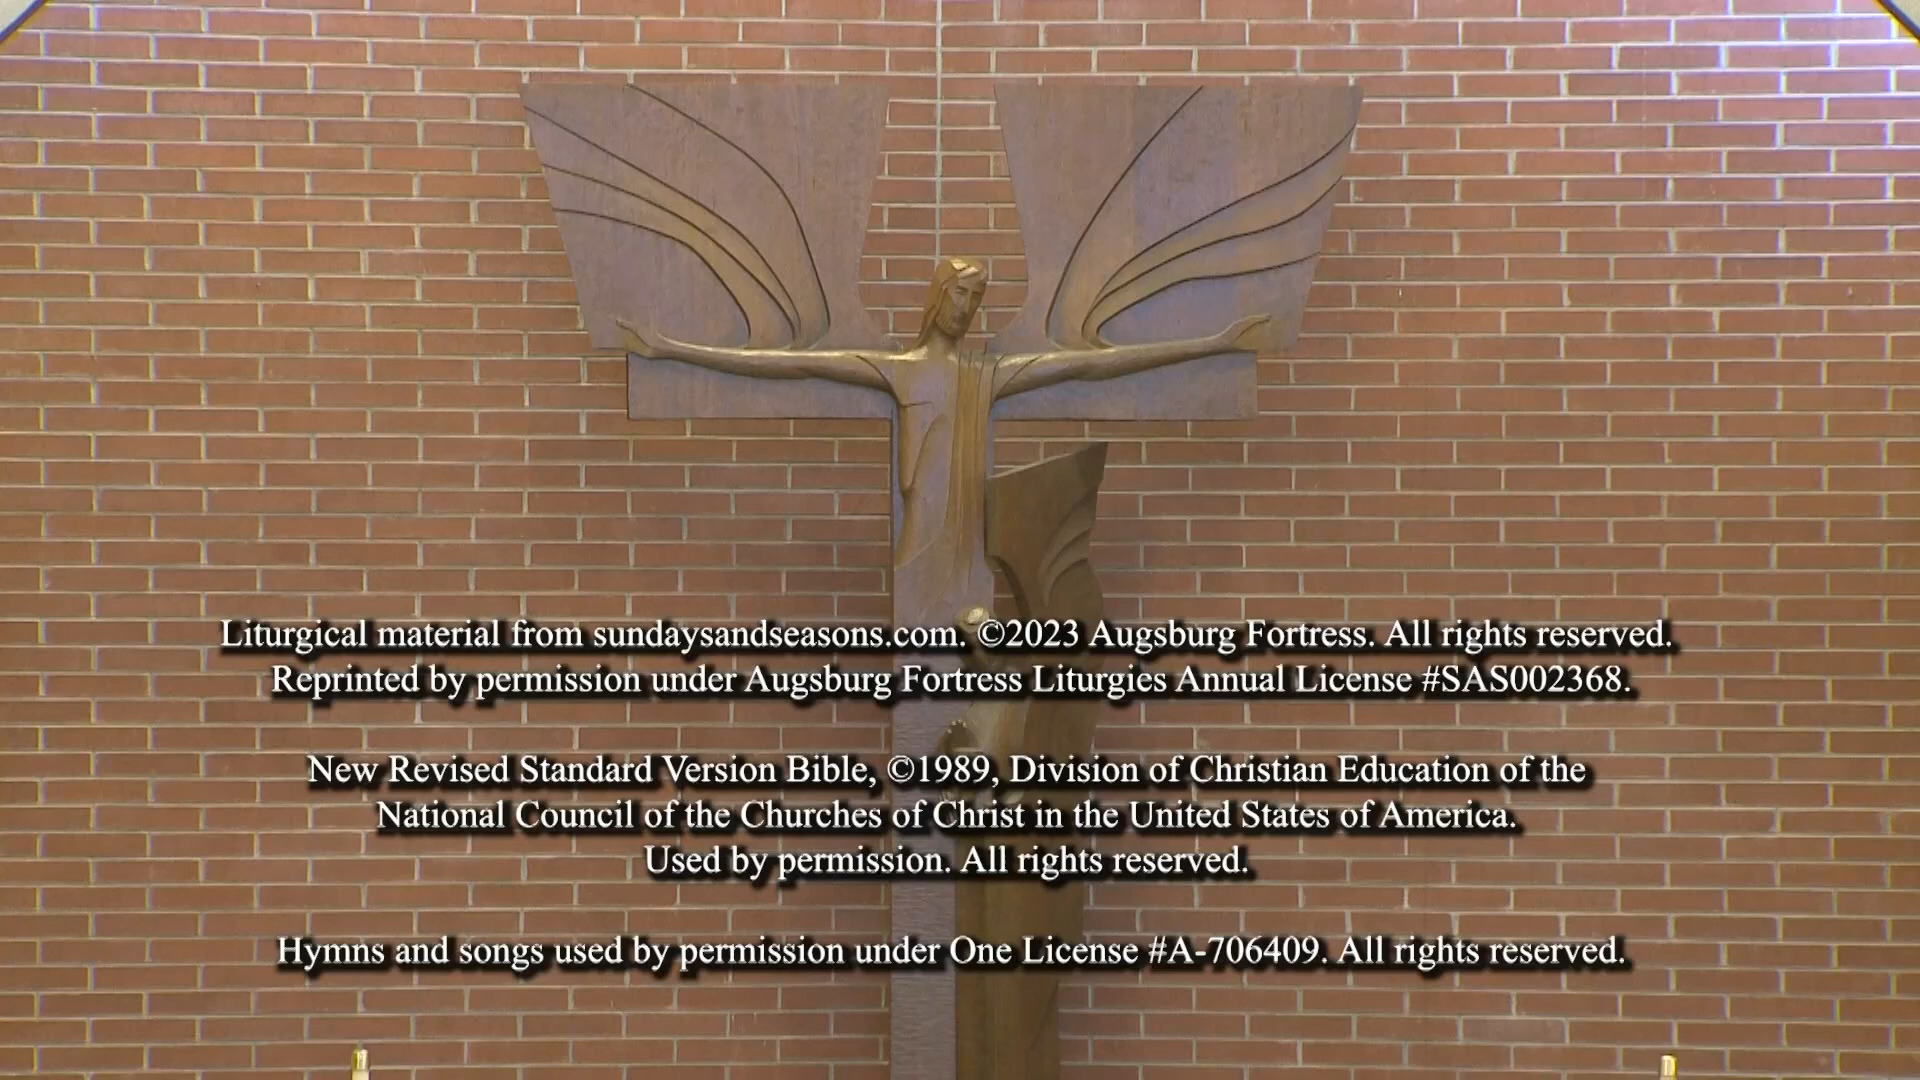 Liturgical material from sundaysandseasons.com. ©2023 Augsburg Fortress. All rights reserved.
Reprinted by permission under Augsburg Fortress Liturgies Annual License #SAS002368.
New Revised Standard Version Bible, ©1989, Division of Christian Education of the
National Council of the Churches of Christ in the United States of America.
Used by permission. All rights reserved.
Hymns and songs used by permission under One License #A-706409. All rights reserved.